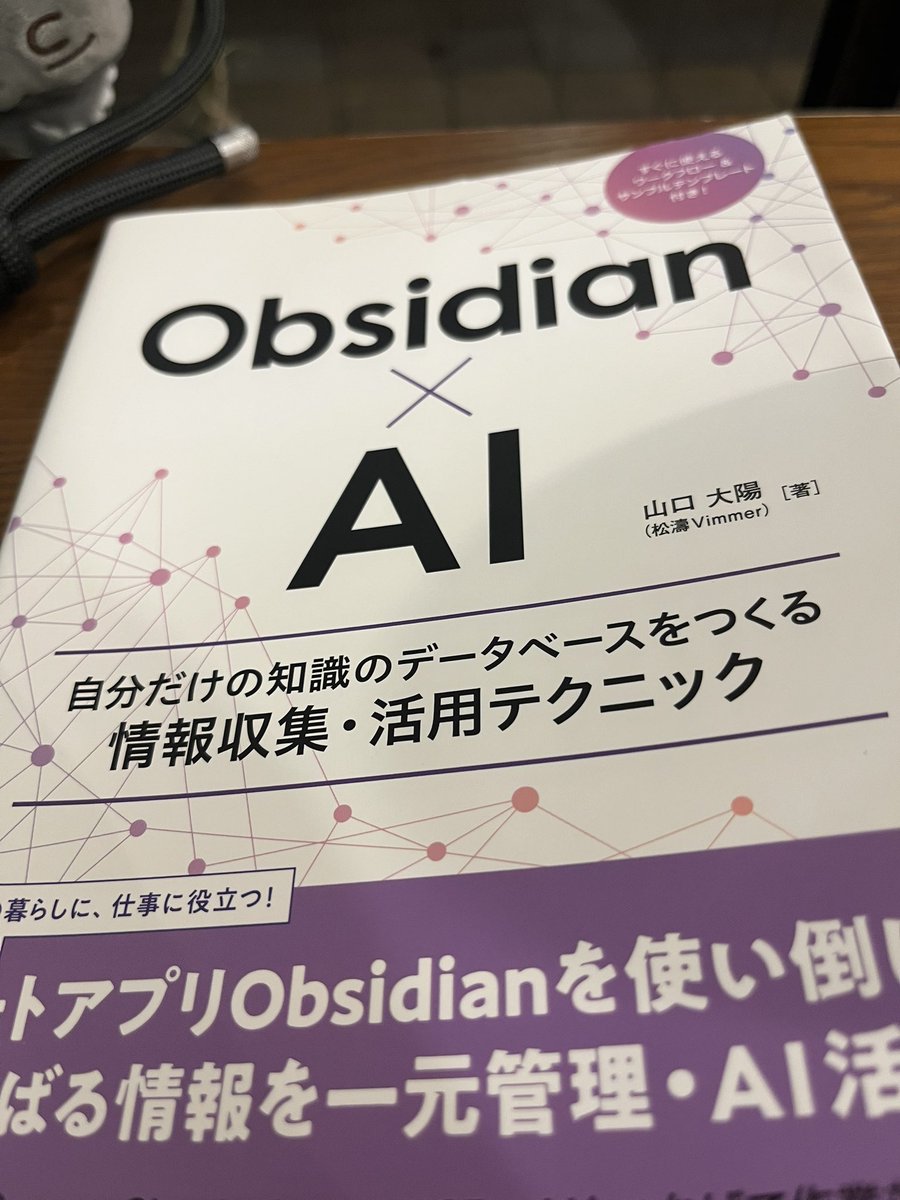 すぐに使える
ワークフロー&
サンプルテンプレート
付き!
Obsidian
×
AI
山口 大陽 [著]
(松濤Vimmer)
自分だけの知識のデータベースをつくる
情報収集・活用テクニック
暮らしに、仕事に役立つ!
トアプリObsidianを使い倒し
ばる情報を一元管理・AI活